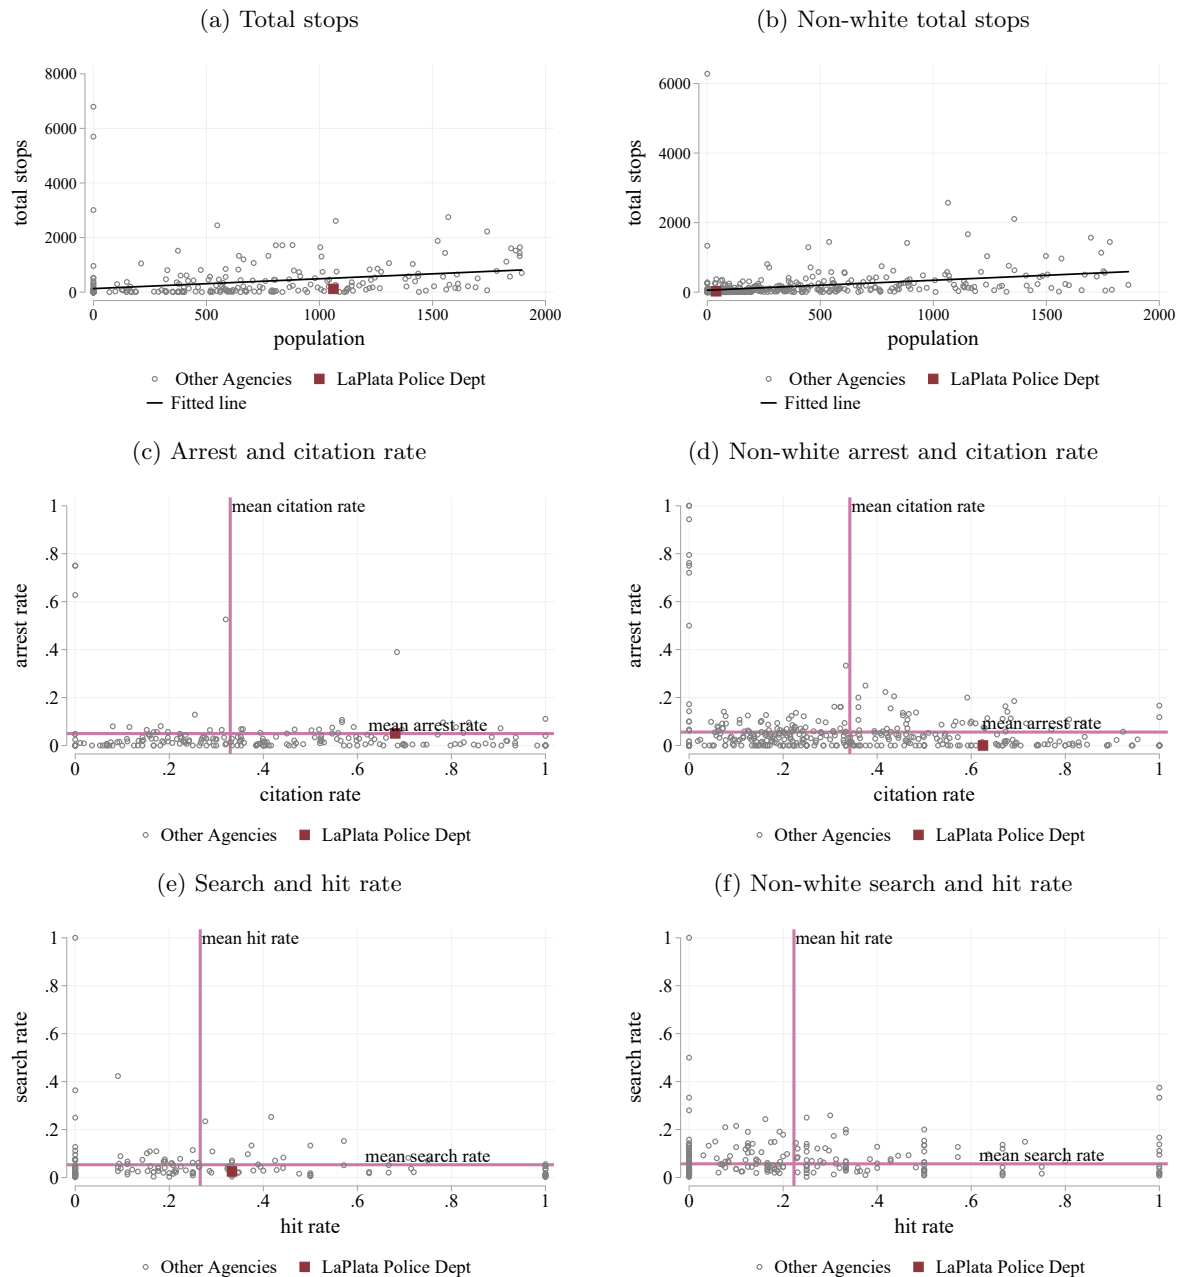 (a) Total stops
(b) Non-white total stops
total stops
8000
6000
4000
2000
0
0 500 1000 1500 2000
population
Other Agencies LaPlata Police Dept
Fitted line
total stops
6000
4000
2000
0
0 500 1000 1500 2000
population
Other Agencies LaPlata Police Dept
Fitted line
(c) Arrest and citation rate
(d) Non-white arrest and citation rate
arrest rate
1
.8
.6
.4
.2
0
mean citation rate
mean arrest rate
0 .2 .4 .6 .8 1
citation rate
Other Agencies LaPlata Police Dept
arrest rate
1
.8
.6
.4
.2
0
mean citation rate
mean arrest rate
0 .2 .4 .6 .8 1
citation rate
Other Agencies LaPlata Police Dept
(e) Search and hit rate
(f) Non-white search and hit rate
search rate
1
.8
.6
.4
.2
0
mean hit rate
mean search rate
0 .2 .4 .6 .8 1
hit rate
Other Agencies LaPlata Police Dept
search rate
1
.8
.6
.4
.2
0
mean hit rate
mean search rate
0 .2 .4 .6 .8 1
hit rate
Other Agencies LaPlata Police Dept